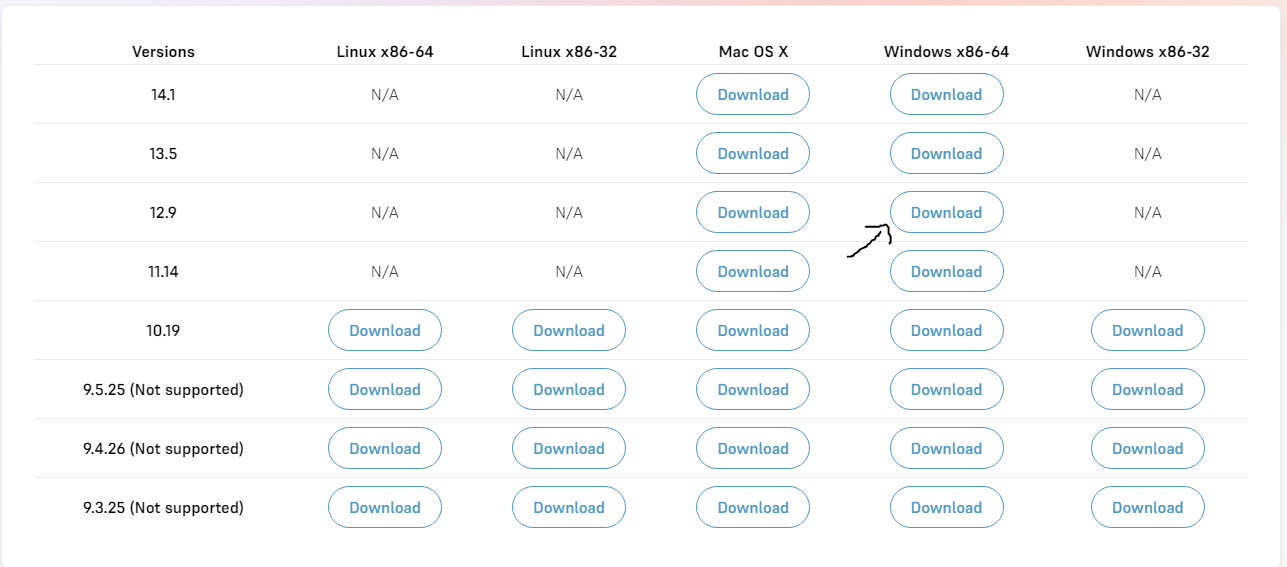 Versions Linux x86-64 Linux x86-32 Mac OS X Windows x86-64 Windows x86-32
14.1 N/A N/A Download Download N/A
13.5 N/A N/A Download Download N/A
12.9 N/A N/A Download Download N/A
11.14 N/A N/A Download Download N/A
10.19 Download Download Download Download Download
9.5.25 (Not supported) Download Download Download Download Download
9.4.26 (Not supported) Download Download Download Download Download
9.3.25 (Not supported) Download Download Download Download Download